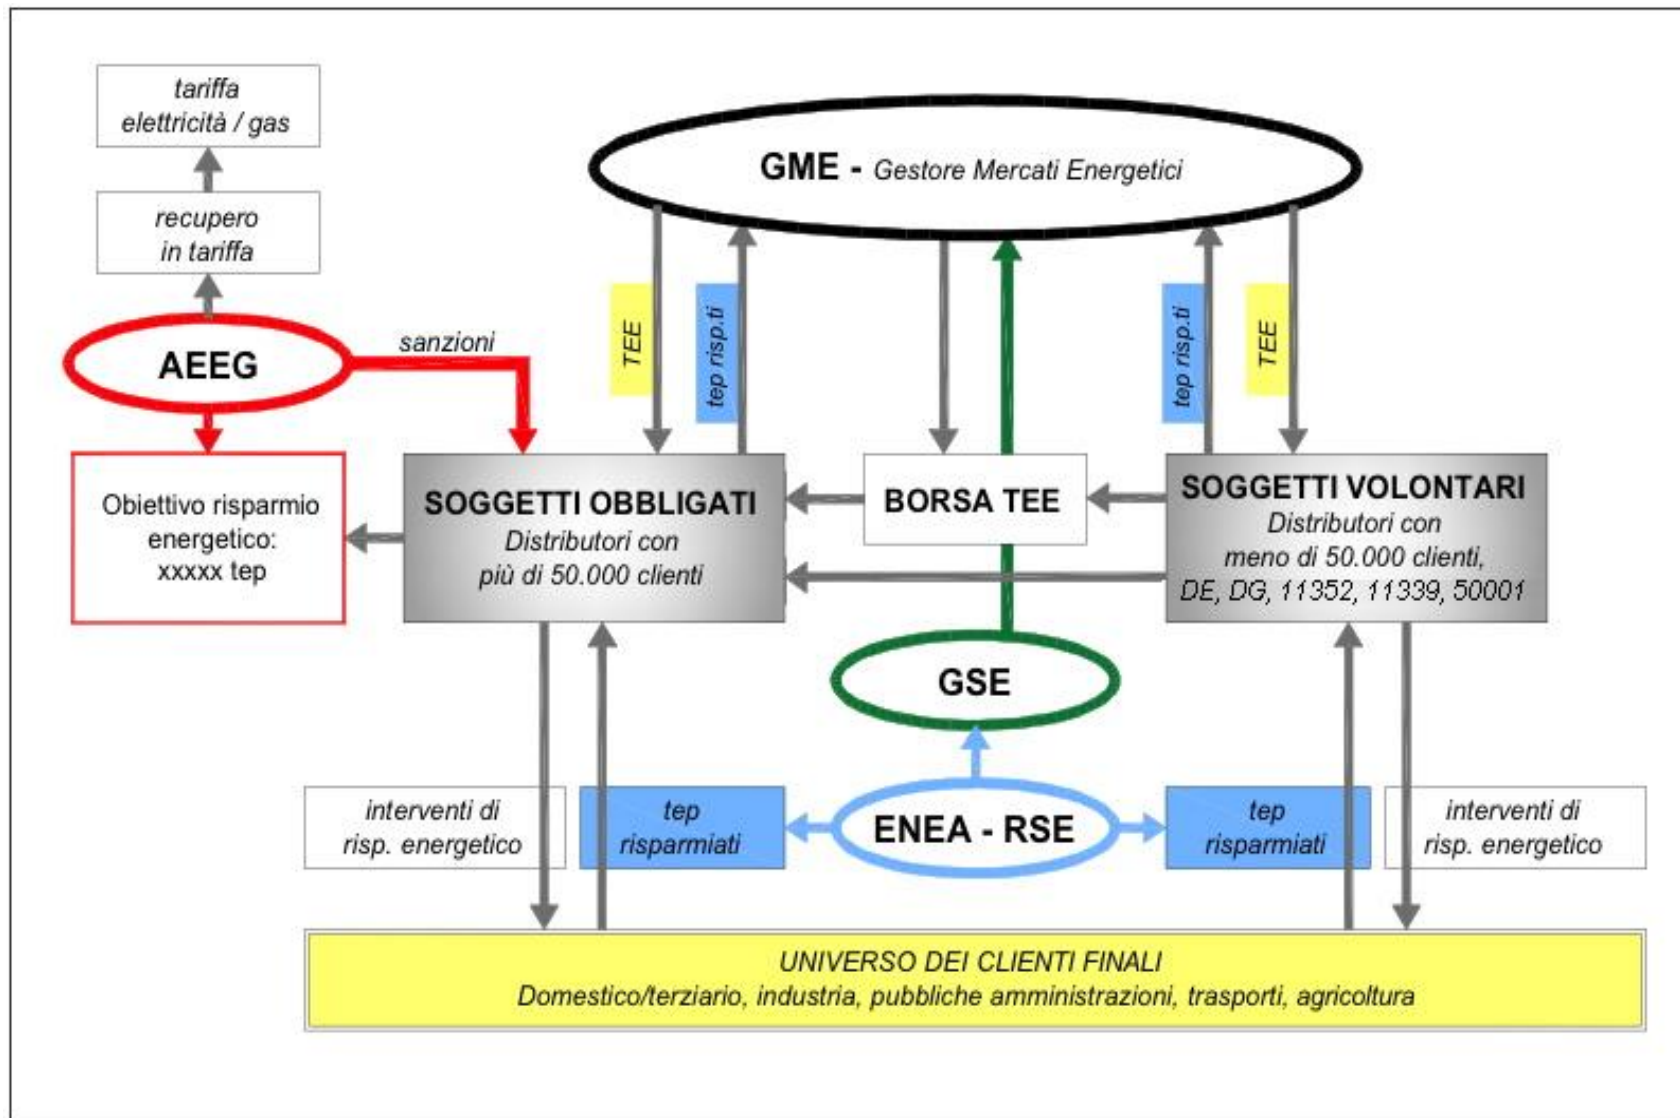 tariffa
elettricità / gas
GME - Gestore Mercati Energetici
recupero
in tariffa
AEEG
sanzioni
TEE
tep risp.ti
tep risp.ti
TEE
Obiettivo risparmio
energetico:
xxxxx tep
SOGGETTI OBBLIGATI
Distributori con
più di 50.000 clienti
BORSA TEE
SOGGETTI VOLONTARI
Distributori con
meno di 50.000 clienti,
DE, DG, 11352, 11339, 50001
GSE
interventi di
risp. energetico
tep
risparmiati
ENEA - RSE
tep
risparmiati
interventi di
risp. energetico
UNIVERSO DEI CLIENTI FINALI
Domestico/terziario, industria, pubbliche amministrazioni, trasporti, agricoltura